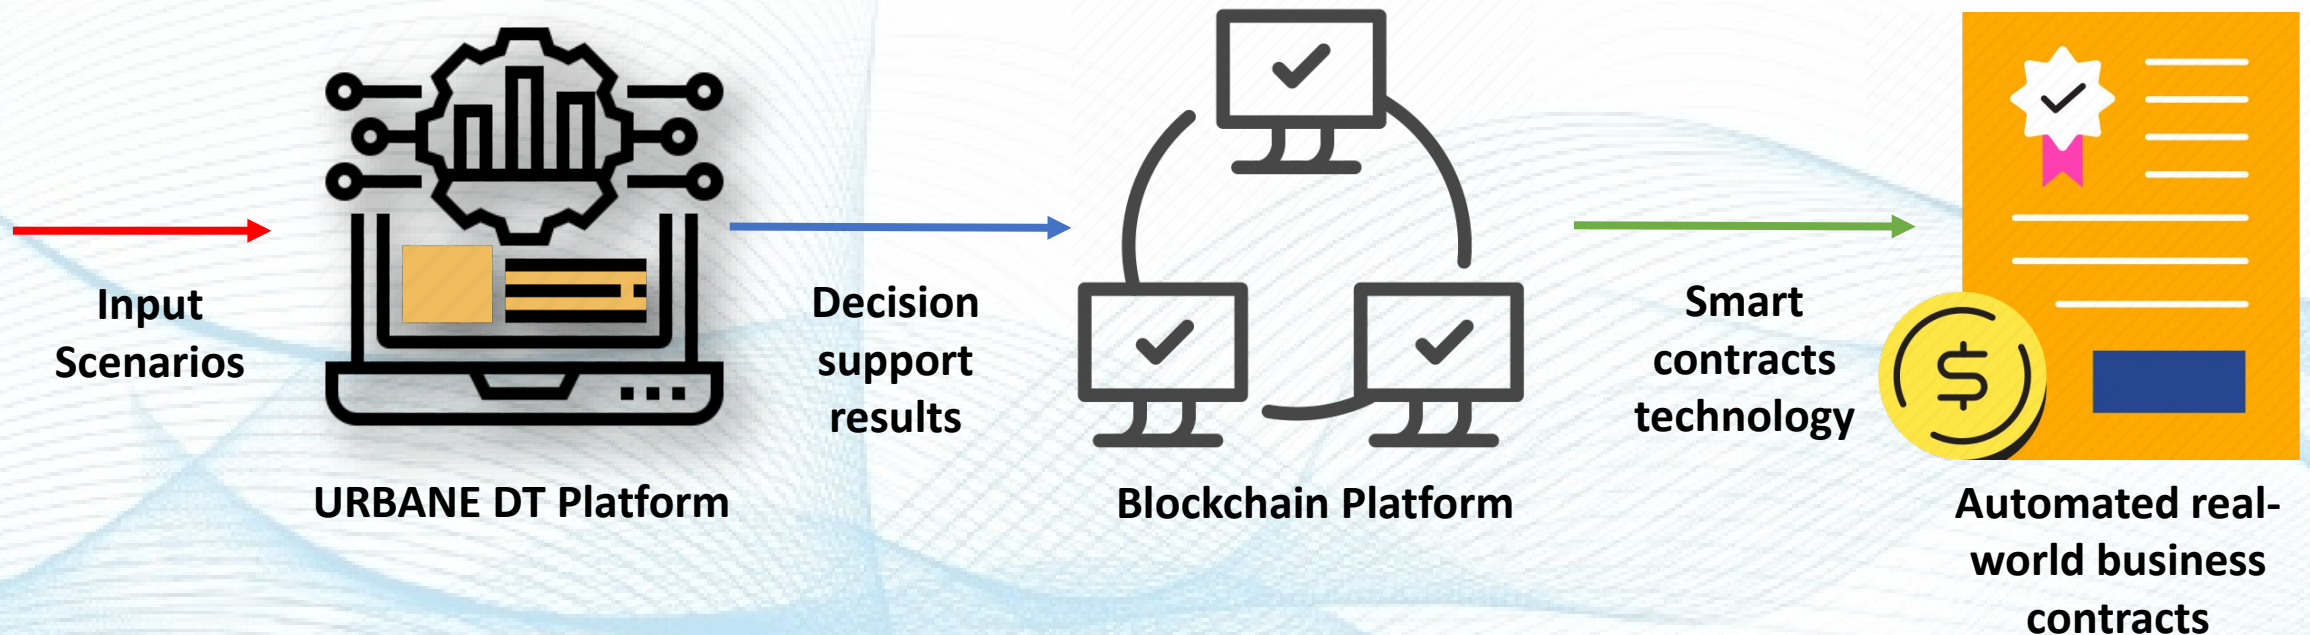 Input
Scenarios
URBANE DT Platform
Decision
support
results
Blockchain Platform
Smart
contracts
technology
$
Automated real-
world business
contracts